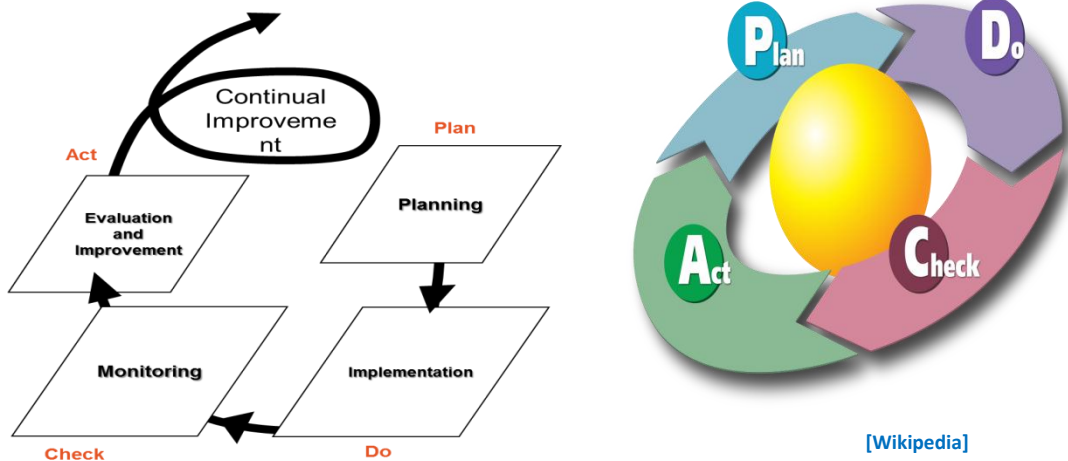 Continual
Improveme
nt
Plan
Act
Planning
Evaluation
and
Improvement
Monitoring
Implementation
Check
Do
Plan
Do
Act
Check
[Wikipedia]